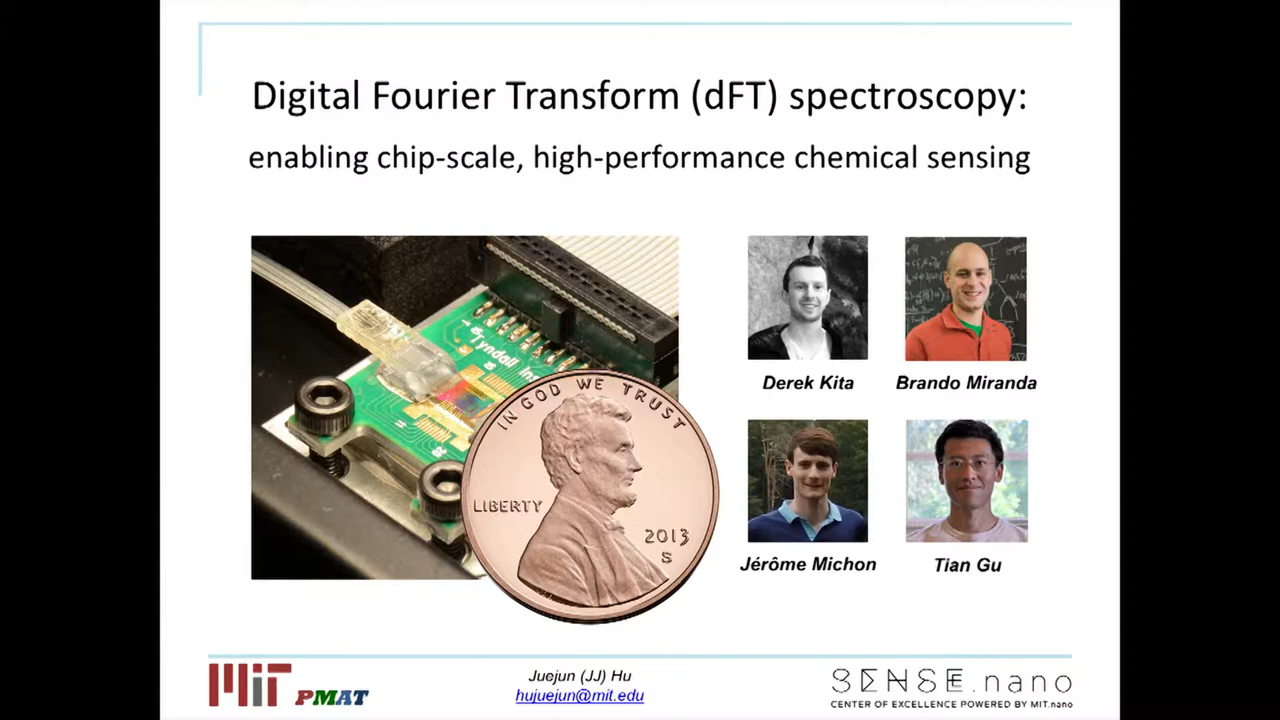 Digital Fourier Transform (dFT) spectroscopy:
enabling chip-scale, high-performance chemical sensing
Tyndall
IN GOD WE TRUST
LIBERTY
2013
S
Derek Kita
Brando Miranda
Jérôme Michon
Tian Gu
MIT PMAT
Juejun (JJ) Hu
hujuejun@mit.edu
SENSE.nano
CENTER OF EXCELLENCE POWERED BY MIT.nano